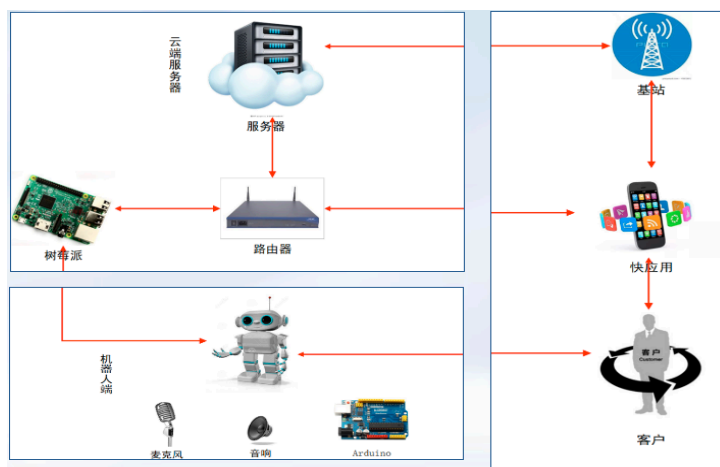 云端服务器
服务器
基站
树莓派
路由器
快应用
机器人端
客户
Customer
麦克风
音响
Arduino
客户